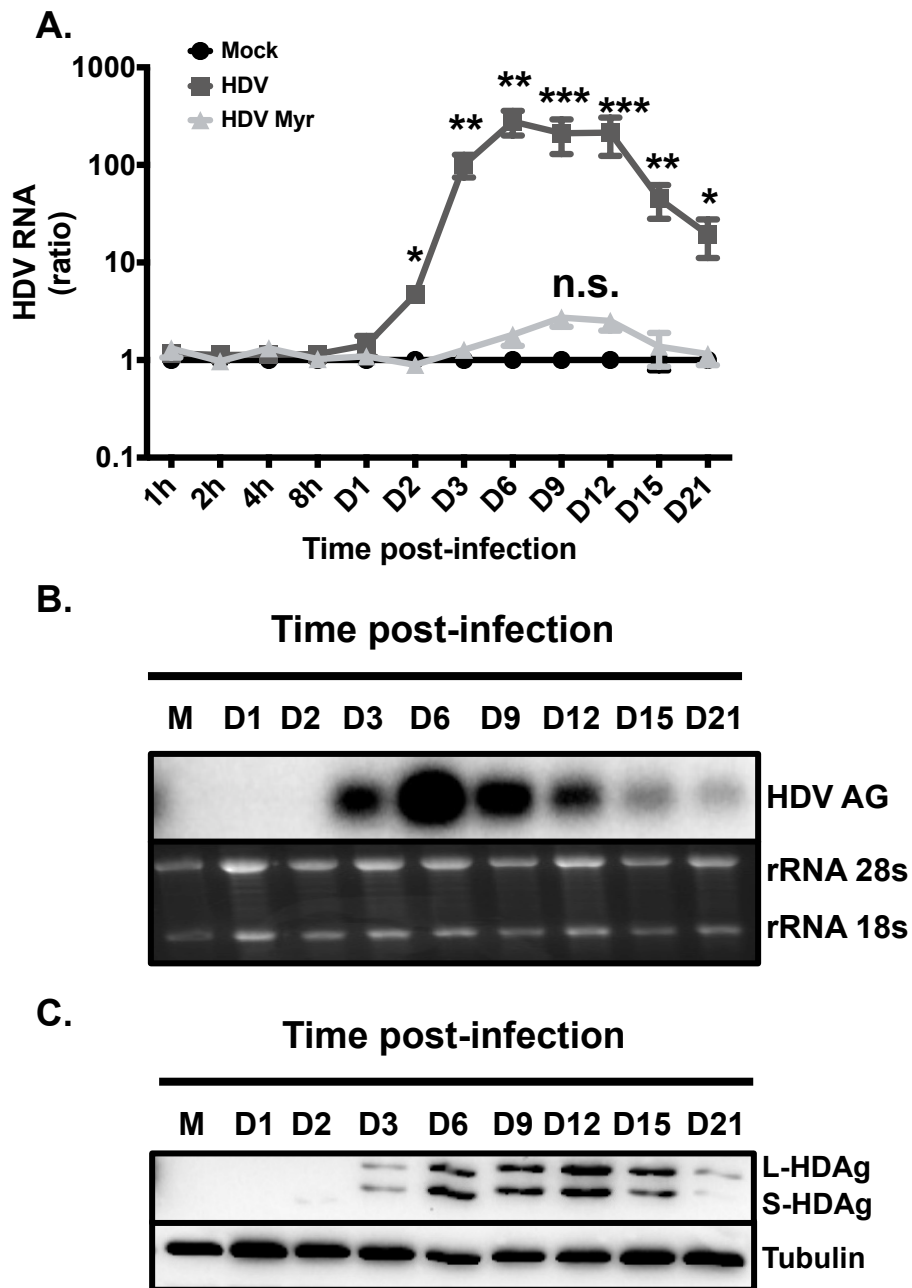 A.
Mock
HDV
HDV Myr
1000
100
10
1
0.1
HDV RNA
(ratio)
*
**
**
***
***
**
*
n.s.
1h 2h 4h 8h D1 D2 D3 D6 D9 D12 D15 D21
Time post-infection
B.
Time post-infection
M D1 D2 D3 D6 D9 D12 D15 D21
HDV AG
rRNA 28s
rRNA 18s
C.
Time post-infection
M D1 D2 D3 D6 D9 D12 D15 D21
L-HDAg
S-HDAg
Tubulin